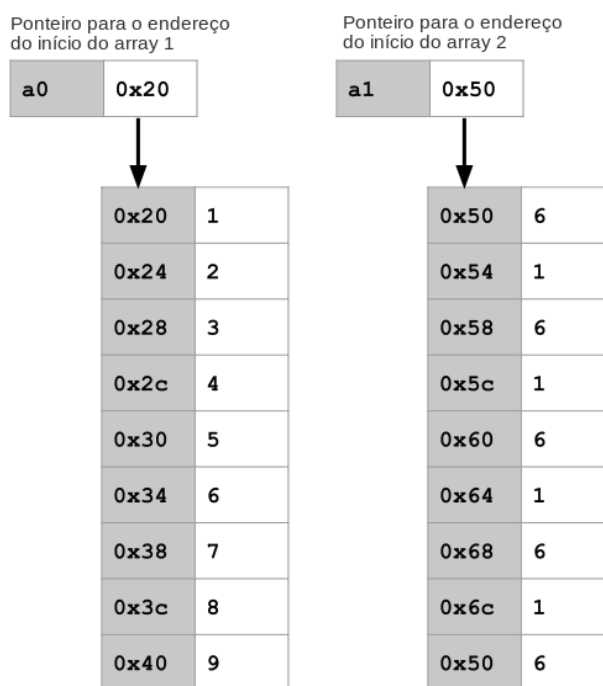 Ponteiro para o endereço
do início do array 1
a0 0x20
0x20 1
0x24 2
0x28 3
0x2c 4
0x30 5
0x34 6
0x38 7
0x3c 8
0x40 9
Ponteiro para o endereço
do início do array 2
a1 0x50
0x50 6
0x54 1
0x58 6
0x5c 1
0x60 6
0x64 1
0x68 6
0x6c 1
0x50 6